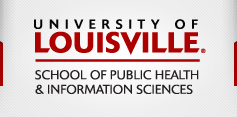 UNIVERSITY OF
LOUISVILLE®
SCHOOL OF PUBLIC HEALTH
& INFORMATION SCIENCES